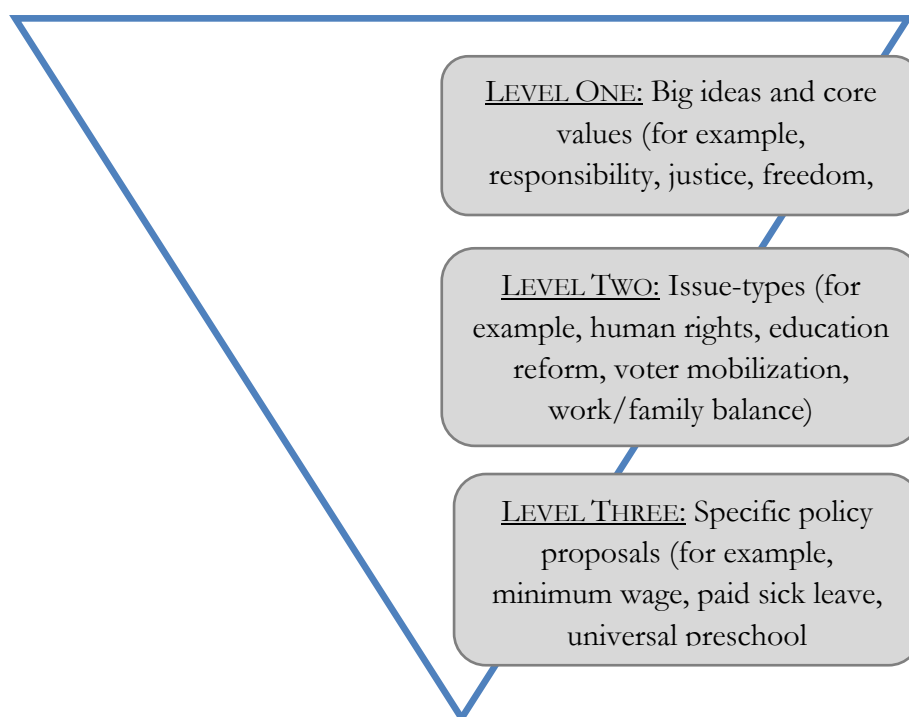 LEVEL ONE: Big ideas and core
values (for example,
responsibility, justice, freedom,
LEVEL TWO: Issue-types (for
example, human rights, education
reform, voter mobilization,
work/family balance)
LEVEL THREE: Specific policy
proposals (for example,
minimum wage, paid sick leave,
universal preschool